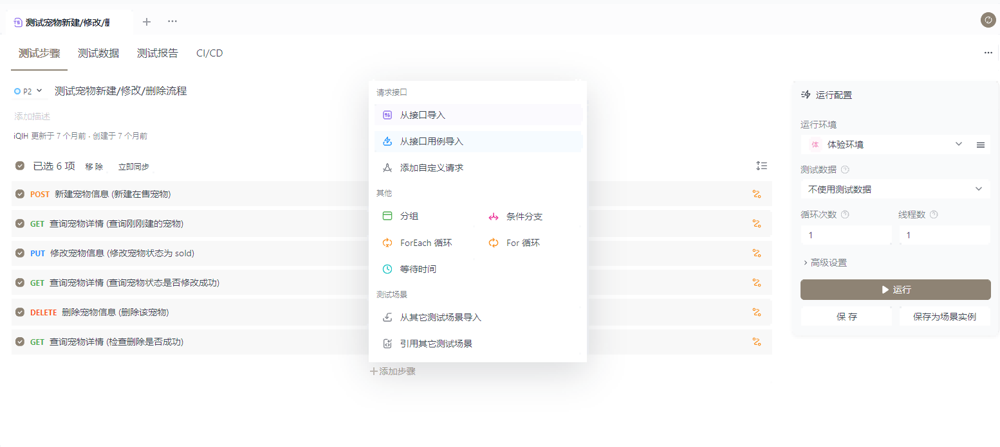 测试宠物新建/修改/删
测试步骤 测试数据 测试报告 CI/CD
P2 测试宠物新建/修改/删除流程
添加描述
iQIH 更新于 7 个月前 · 创建于 7 个月前
已选 6 项 移 除 立即同步
POST 新建宠物信息 (新建在售宠物)
GET 查询宠物详情 (查询刚刚建的宠物)
PUT 修改宠物信息 (修改宠物状态为 sold)
GET 查询宠物详情 (查询宠物状态是否修改成功)
DELETE 删除宠物信息 (删除该宠物)
GET 查询宠物详情 (检查删除是否成功)
请求接口
从接口导入
从接口用例导入
添加自定义请求
其他
分组 条件分支
ForEach 循环 For 循环
等待时间
测试场景
从其它测试场景导入
引用其它测试场景
添加步骤
运行配置
运行环境
体 体验环境
测试数据
不使用测试数据
循环次数 线程数
1 1
高级设置
运行
保 存 保存为场景实例